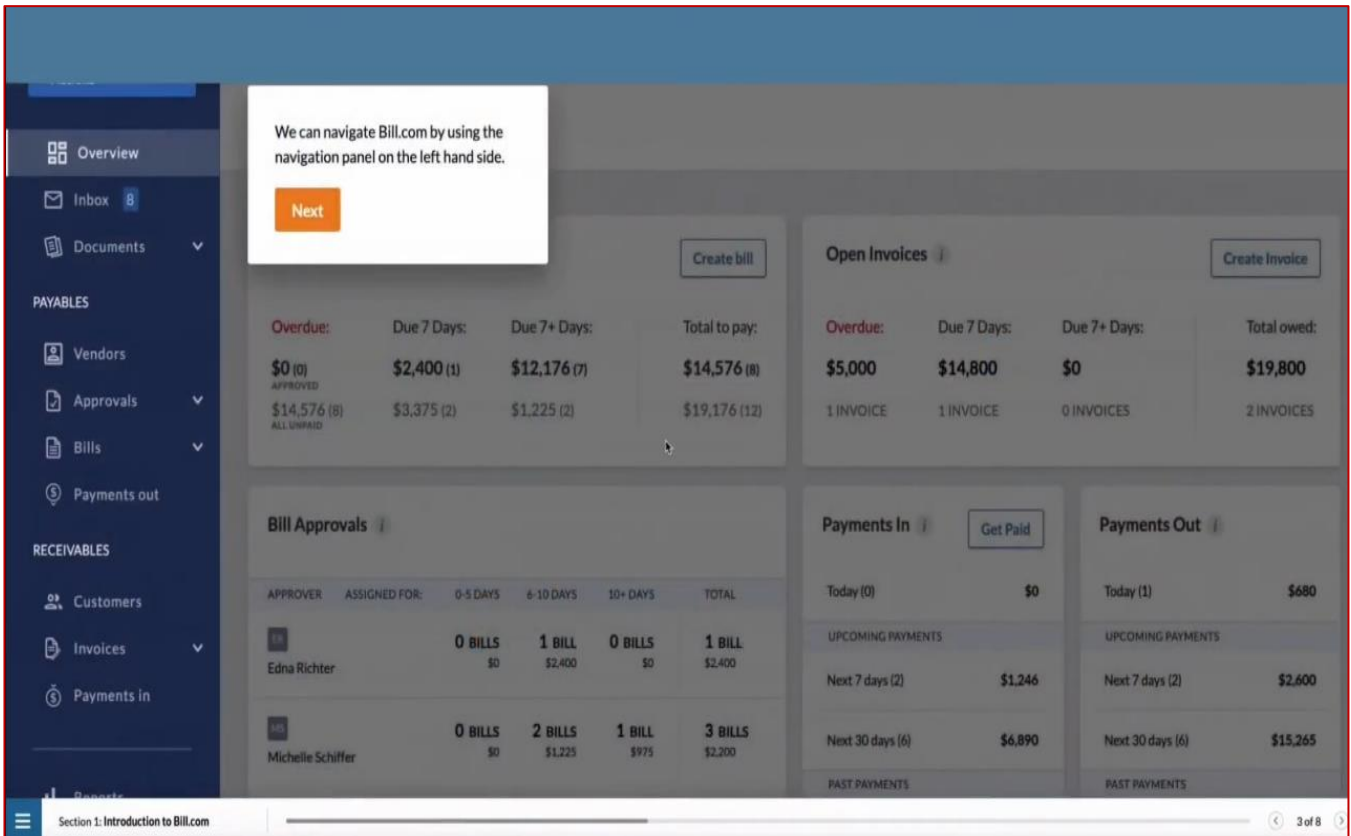 Overview
Inbox 8
Documents
PAYABLES
Vendors
Approvals
Bills
Payments out
RECEIVABLES
Customers
Invoices
Payments in
Reports
We can navigate Bill.com by using the
navigation panel on the left hand side.
Next
Create bill
Overdue: Due 7 Days: Due 7+ Days: Total to pay:
$0 (0) $2,400 (1) $12,176 (7) $14,576 (8)
APPROVED
$14,576 (8) $3,375 (2) $1,225 (2) $19,176 (12)
ALL UNPAID
Open Invoices i
Create Invoice
Overdue: Due 7 Days: Due 7+ Days: Total owed:
$5,000 $14,800 $0 $19,800
1 INVOICE 1 INVOICE 0 INVOICES 2 INVOICES
Bill Approvals i
APPROVER ASSIGNED FOR: 0-5 DAYS 6-10 DAYS 10+ DAYS TOTAL
ER
0 BILLS 1 BILL 0 BILLS 1 BILL
Edna Richter $0 $2,400 $0 $2,400
MS
0 BILLS 2 BILLS 1 BILL 3 BILLS
Michelle Schiffer $0 $1,225 $975 $2,200
Payments In i
Get Paid
Today (0) $0
UPCOMING PAYMENTS
Next 7 days (2) $1,246
Next 30 days (6) $6,890
PAST PAYMENTS
Payments Out i
Today (1) $680
UPCOMING PAYMENTS
Next 7 days (2) $2,600
Next 30 days (6) $15,265
PAST PAYMENTS
Section 1: Introduction to Bill.com
3 of 8